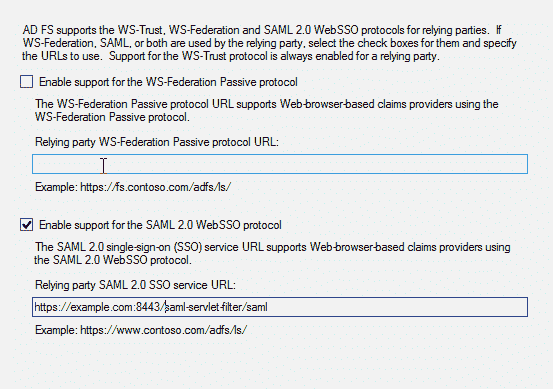 AD FS supports the WS-Trust, WS-Federation and SAML 2.0 WebSSO protocols for relying parties.  If
WS-Federation, SAML, or both are used by the relying party, select the check boxes for them and specify
the URLs to use.  Support for the WS-Trust protocol is always enabled for a relying party.
Enable support for the WS-Federation Passive protocol
The WS-Federation Passive protocol URL supports Web-browser-based claims providers using the
WS-Federation Passive protocol.
Relying party WS-Federation Passive protocol URL:
Example: https://fs.contoso.com/adfs/ls/
Enable support for the SAML 2.0 WebSSO protocol
The SAML 2.0 single-sign-on (SSO) service URL supports Web-browser-based claims providers using
the SAML 2.0 WebSSO protocol.
Relying party SAML 2.0 SSO service URL:
https://example.com:8443/saml-servlet-filter/saml
Example: https://www.contoso.com/adfs/ls/